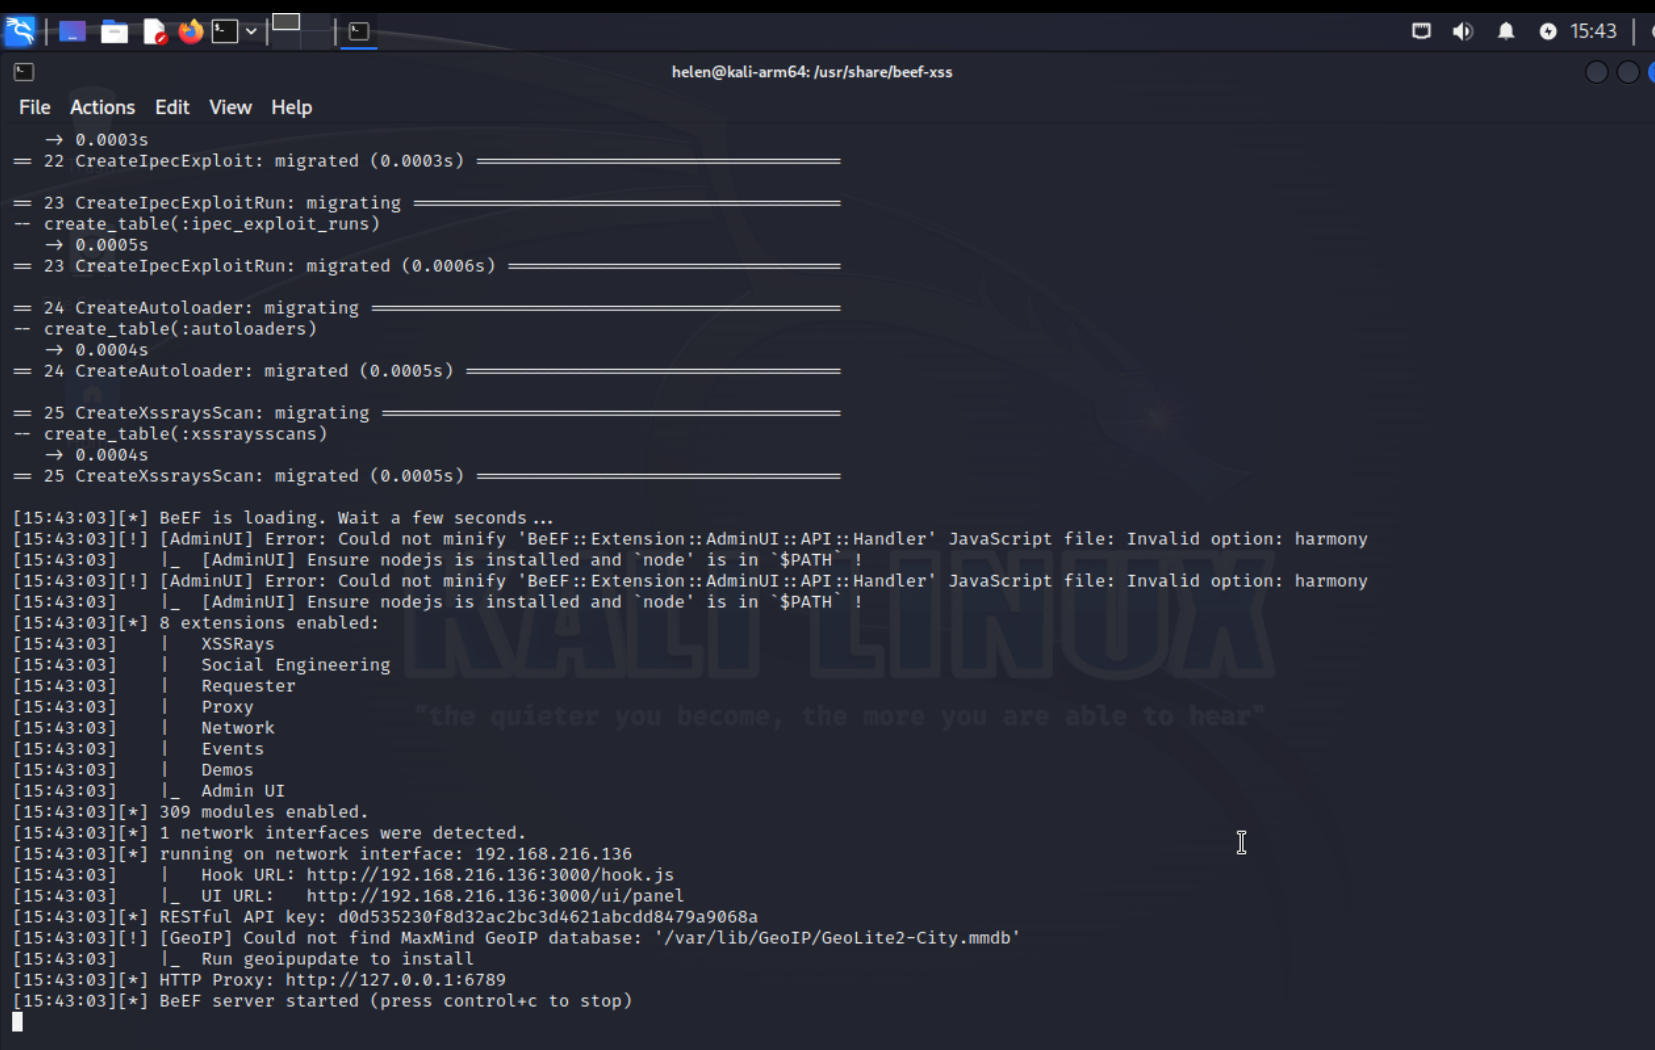 15:43
helen@kali-arm64: /usr/share/beef-xss
File Actions Edit View Help
→ 0.0003s
== 22 CreateIpecExploit: migrated (0.0003s) ===================================
== 23 CreateIpecExploitRun: migrating =========================================
-- create_table(:ipec_exploit_runs)
→ 0.0005s
== 23 CreateIpecExploitRun: migrated (0.0006s) ================================
== 24 CreateAutoloader: migrating =============================================
-- create_table(:autoloaders)
→ 0.0004s
== 24 CreateAutoloader: migrated (0.0005s) ====================================
== 25 CreateXssraysScan: migrating ============================================
-- create_table(:xssraysscans)
→ 0.0004s
== 25 CreateXssraysScan: migrated (0.0005s) ===================================
[15:43:03][*] BeEF is loading. Wait a few seconds...
[15:43:03][!] [AdminUI] Error: Could not minify 'BeEF::Extension::AdminUI::API::Handler' JavaScript file: Invalid option: harmony
[15:43:03]    |_  [AdminUI] Ensure nodejs is installed and `node' is in `$PATH` !
[15:43:03][!] [AdminUI] Error: Could not minify 'BeEF::Extension::AdminUI::API::Handler' JavaScript file: Invalid option: harmony
[15:43:03]    |_  [AdminUI] Ensure nodejs is installed and `node' is in `$PATH` !
[15:43:03][*] 8 extensions enabled:
[15:43:03]    |   XSSRays
[15:43:03]    |   Social Engineering
[15:43:03]    |   Requester
[15:43:03]    |   Proxy
[15:43:03]    |   Network
[15:43:03]    |   Events
[15:43:03]    |   Demos
[15:43:03]    |_  Admin UI
[15:43:03][*] 309 modules enabled.
[15:43:03][*] 1 network interfaces were detected.
[15:43:03][*] running on network interface: 192.168.216.136
[15:43:03]    |   Hook URL: http://192.168.216.136:3000/hook.js
[15:43:03]    |_  UI URL:   http://192.168.216.136:3000/ui/panel
[15:43:03][*] RESTful API key: d0d535230f8d32ac2bc3d4621abcdd8479a9068a
[15:43:03][!] [GeoIP] Could not find MaxMind GeoIP database: '/var/lib/GeoIP/GeoLite2-City.mmdb'
[15:43:03]    |_  Run geoipupdate to install
[15:43:03][*] HTTP Proxy: http://127.0.0.1:6789
[15:43:03][*] BeEF server started (press control+c to stop)
KALI LINUX
"the quieter you become, the more you are able to hear"